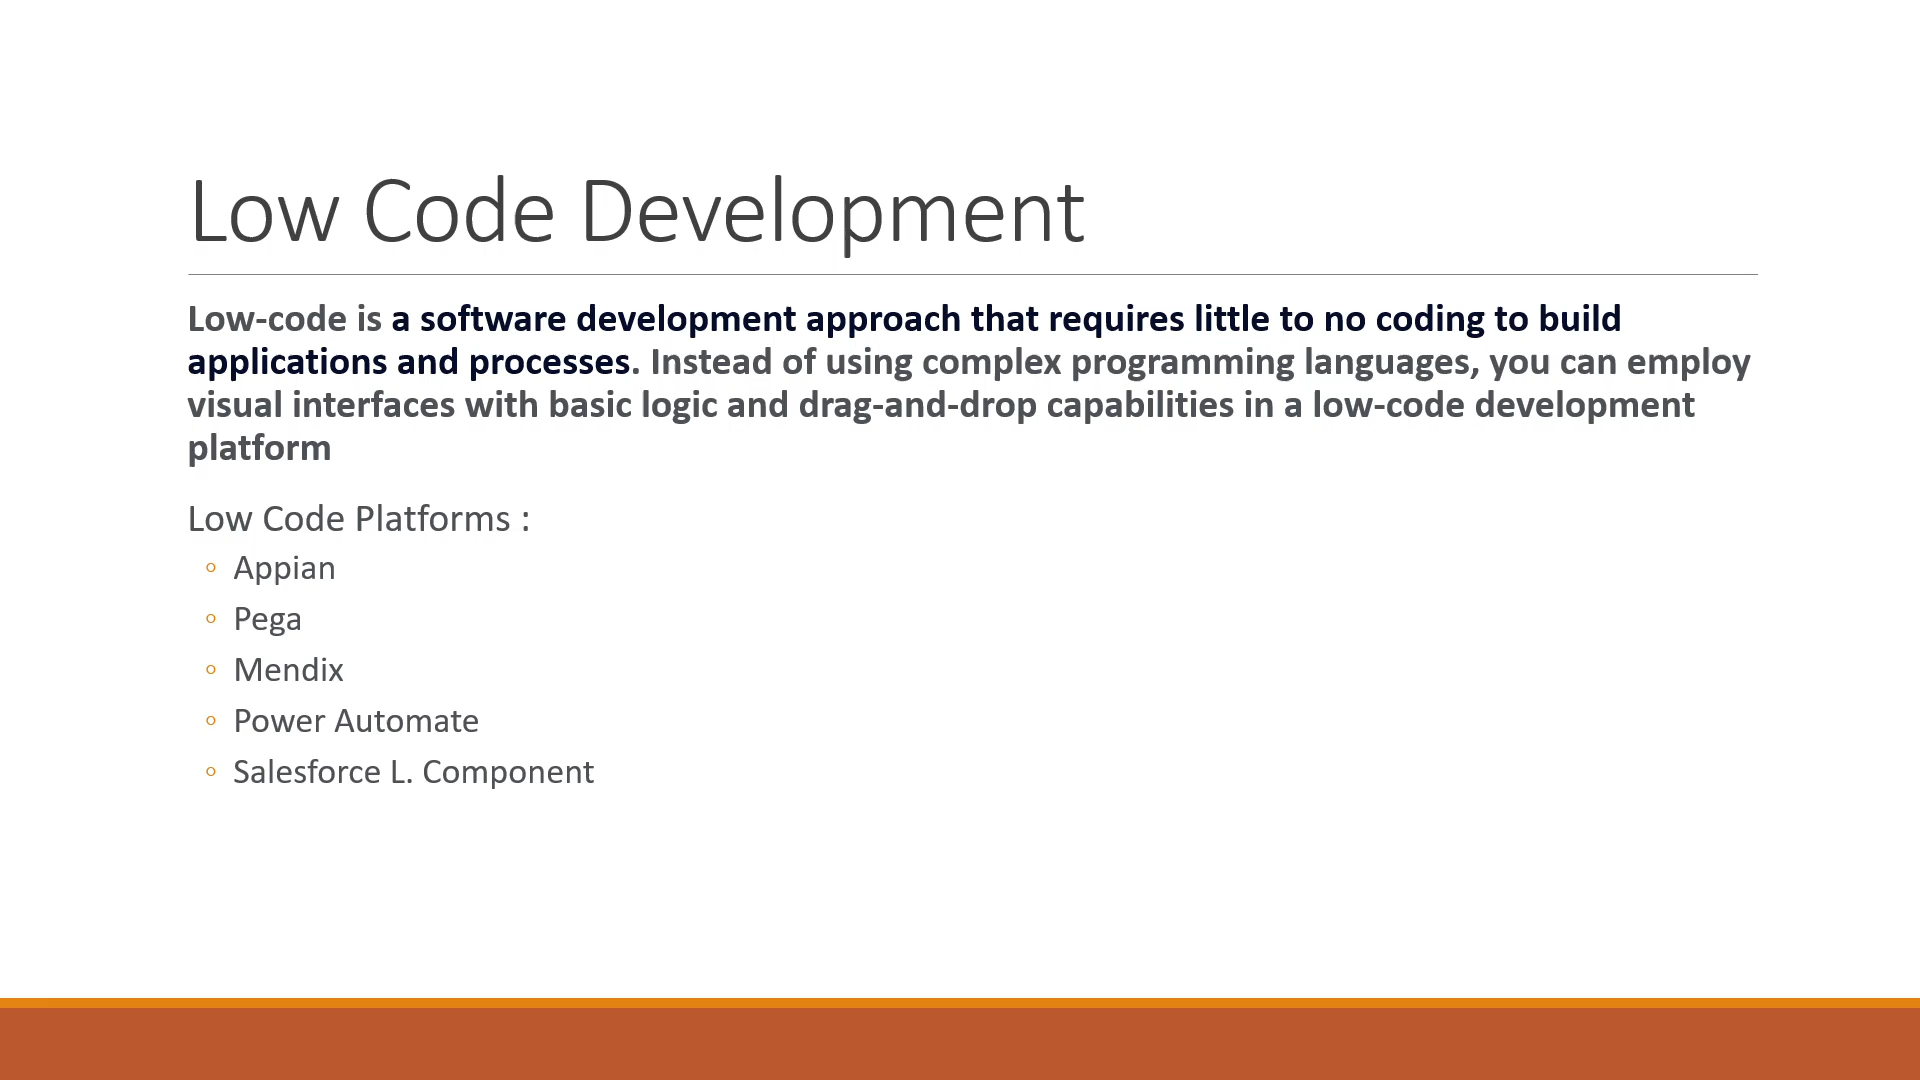 Low Code Development
Low-code is a software development approach that requires little to no coding to build
applications and processes. Instead of using complex programming languages, you can employ
visual interfaces with basic logic and drag-and-drop capabilities in a low-code development
platform
Low Code Platforms :
◦ Appian
◦ Pega
◦ Mendix
◦ Power Automate
◦ Salesforce L. Component